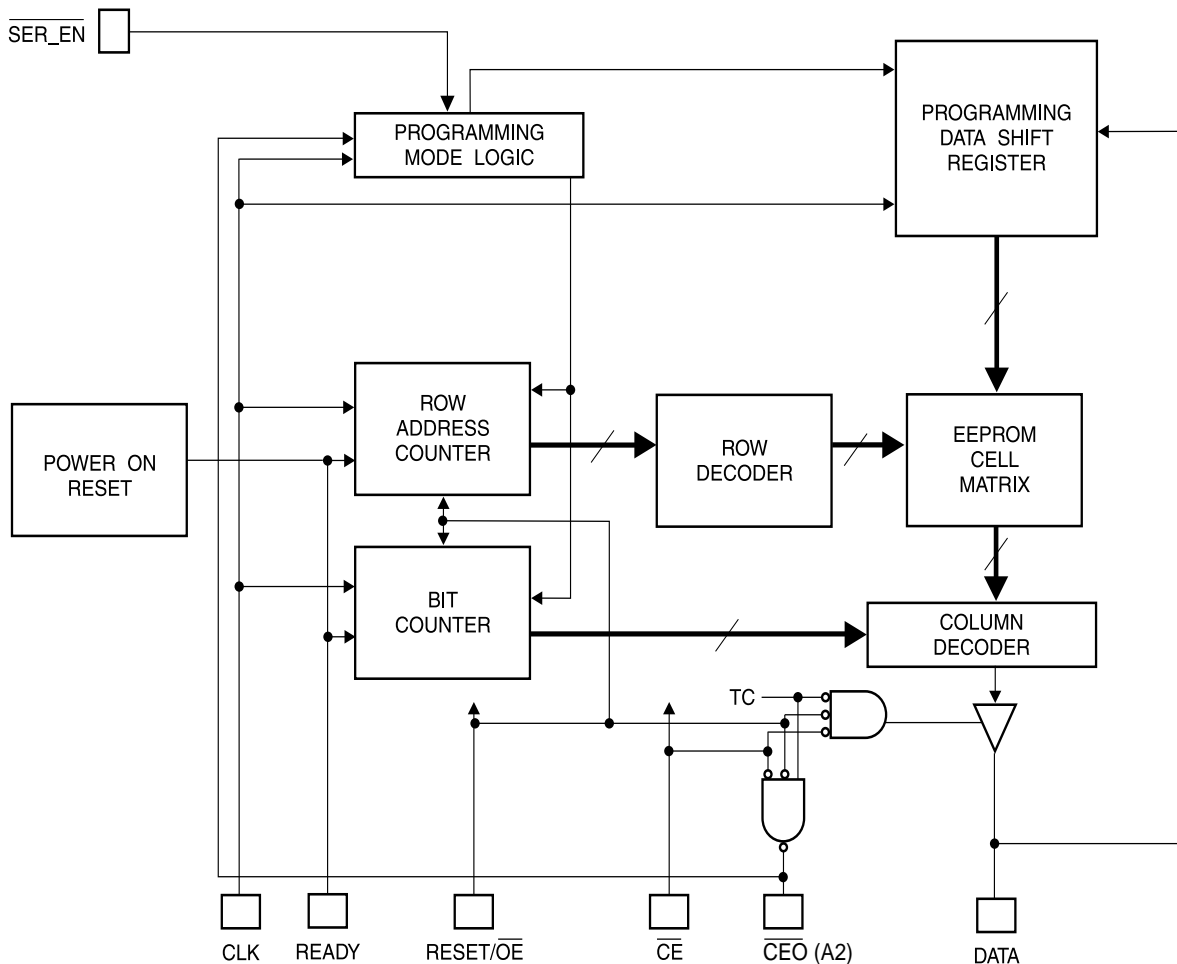 SER_EN
PROGRAMMING
MODE LOGIC
PROGRAMMING
DATA SHIFT
REGISTER
POWER ON
RESET
ROW
ADDRESS
COUNTER
ROW
DECODER
EEPROM
CELL
MATRIX
BIT
COUNTER
COLUMN
DECODER
TC
CLK
READY
RESET/OE
CE
CEO (A2)
DATA